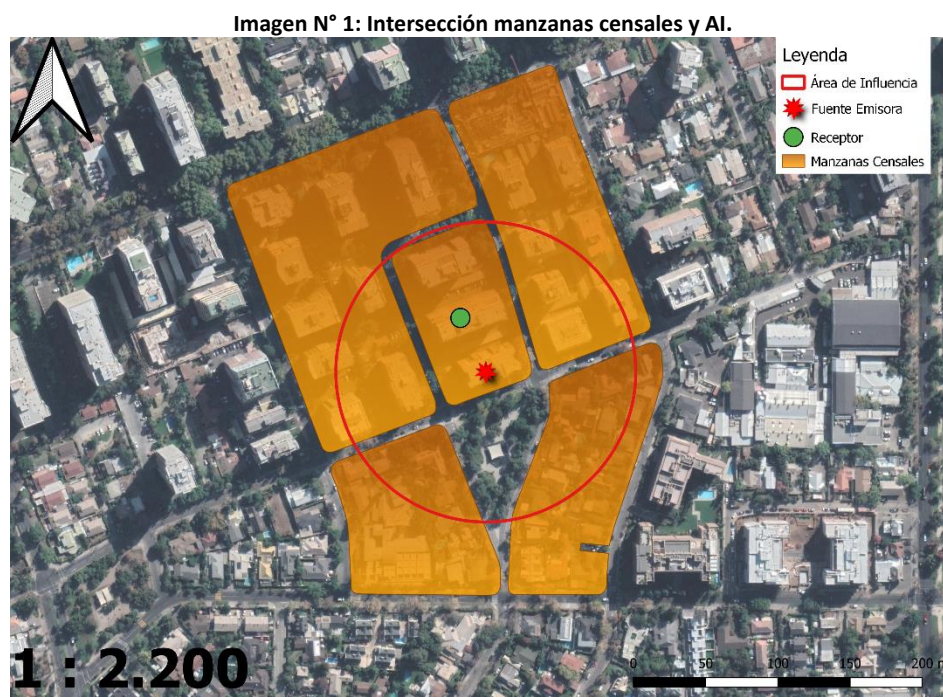 Imagen N° 1: Intersección manzanas censales y AI.
Leyenda
Área de Influencia
Fuente Emisora
Receptor
Manzanas Censales
1 : 2.200
0 50 100 150 200 m